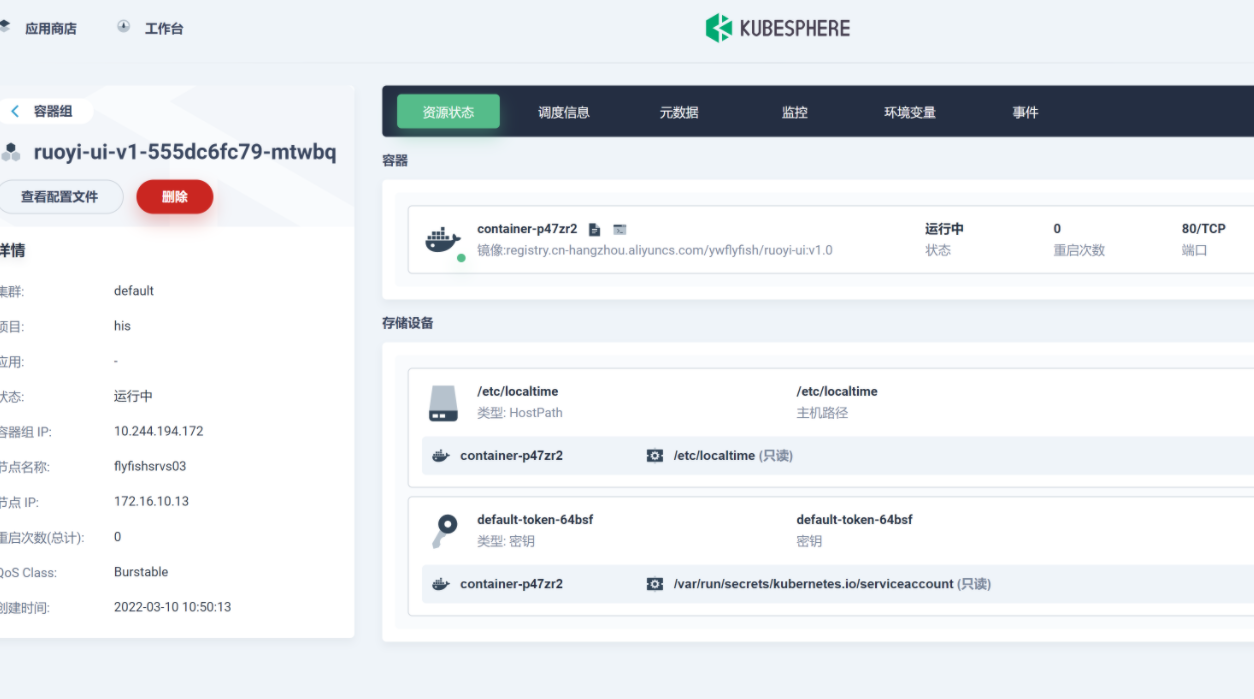 应用商店
工作台
KUBESPHERE
容器组
ruoyi-ui-v1-555dc6fc79-mtwbq
查看配置文件
删除
详情
集群: default
项目: his
应用: -
状态: 运行中
容器组 IP: 10.244.194.172
节点名称: flyfishsrvs03
节点 IP: 172.16.10.13
重启次数(总计): 0
QoS Class: Burstable
创建时间: 2022-03-10 10:50:13
资源状态 调度信息 元数据 监控 环境变量 事件
容器
container-p47zr2 运行中 0 80/TCP
镜像:registry.cn-hangzhou.aliyuncs.com/ywflyfish/ruoyi-ui:v1.0 状态 重启次数 端口
存储设备
/etc/localtime /etc/localtime
类型: HostPath 主机路径
container-p47zr2 /etc/localtime (只读)
default-token-64bsf default-token-64bsf
类型: 密钥 密钥
container-p47zr2 /var/run/secrets/kubernetes.io/serviceaccount (只读)